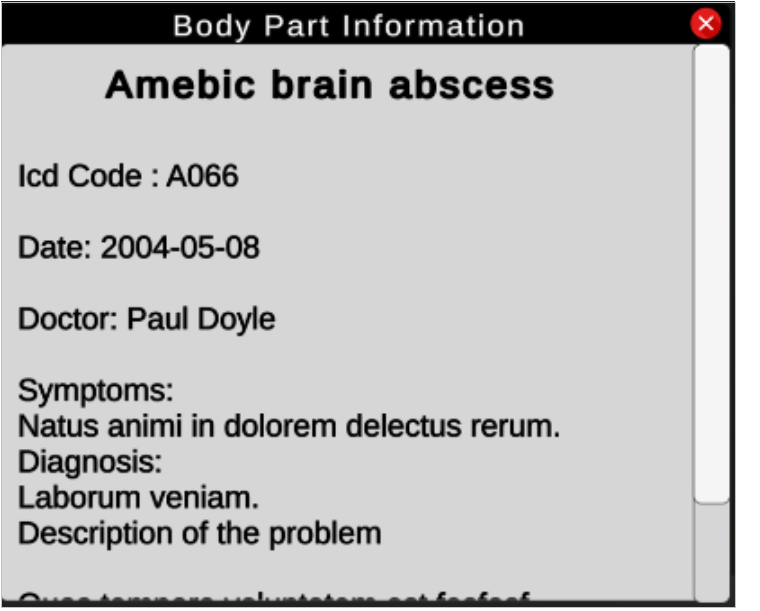 Body Part Information
Amebic brain abscess
Icd Code : A066
Date: 2004-05-08
Doctor: Paul Doyle
Symptoms:
Natus animi in dolorem delectus rerum.
Diagnosis:
Laborum veniam.
Description of the problem